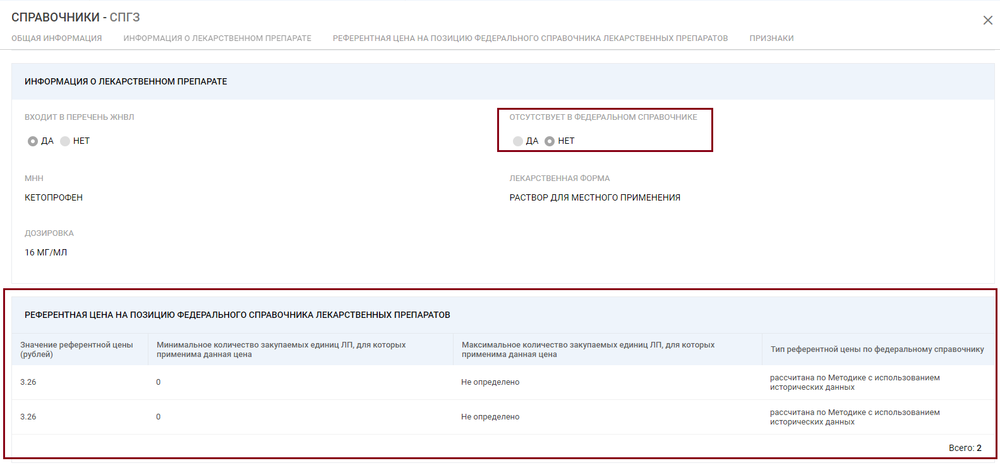 СПРАВОЧНИКИ - СПГЗ
ОБЩАЯ ИНФОРМАЦИЯ ИНФОРМАЦИЯ О ЛЕКАРСТВЕННОМ ПРЕПАРАТЕ РЕФЕРЕНТНАЯ ЦЕНА НА ПОЗИЦИЮ ФЕДЕРАЛЬНОГО СПРАВОЧНИКА ЛЕКАРСТВЕННЫХ ПРЕПАРАТОВ ПРИЗНАКИ
ИНФОРМАЦИЯ О ЛЕКАРСТВЕННОМ ПРЕПАРАТЕ
ВХОДИТ В ПЕРЕЧЕНЬ ЖНВЛ
ДА НЕТ
ОТСУТСТВУЕТ В ФЕДЕРАЛЬНОМ СПРАВОЧНИКЕ
ДА НЕТ
МНН
КЕТОПРОФЕН
ЛЕКАРСТВЕННАЯ ФОРМА
РАСТВОР ДЛЯ МЕСТНОГО ПРИМЕНЕНИЯ
ДОЗИРОВКА
16 МГ/МЛ
РЕФЕРЕНТНАЯ ЦЕНА НА ПОЗИЦИЮ ФЕДЕРАЛЬНОГО СПРАВОЧНИКА ЛЕКАРСТВЕННЫХ ПРЕПАРАТОВ
Значение референтной цены
(рублей)
Минимальное количество закупаемых единиц ЛП, для которых
применима данная цена
Максимальное количество закупаемых единиц ЛП, для которых
применима данная цена
Тип референтной цены по федеральному справочнику
3.26
0
Не определено
рассчитана по Методике с использованием
исторических данных
3.26
0
Не определено
рассчитана по Методике с использованием
исторических данных
Всего: 2